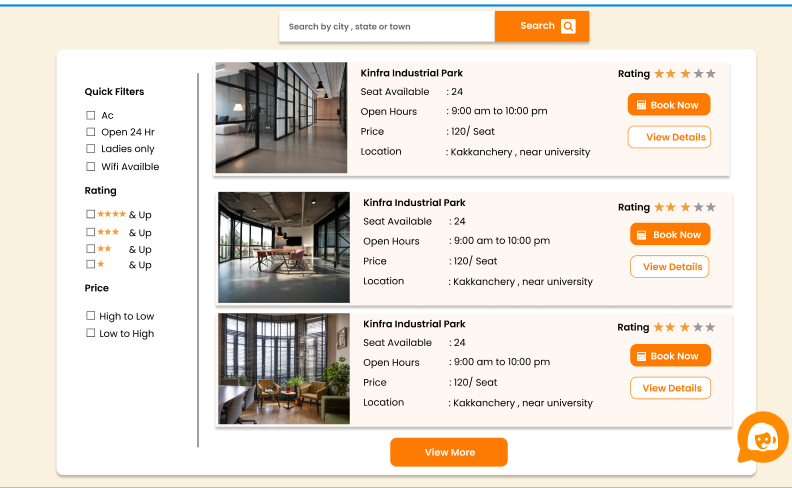 Search by city , state or town
Search
Quick Filters
Ac
Open 24 Hr
Ladies only
Wifi Availble
Rating
& Up
& Up
& Up
& Up
Price
High to Low
Low to High
Kinfra Industrial Park
Seat Available : 24
Open Hours : 9:00 am to 10:00 pm
Price : 120/ Seat
Location : Kakkanchery , near university
Rating
Book Now
View Details
Kinfra Industrial Park
Seat Available : 24
Open Hours : 9:00 am to 10:00 pm
Price : 120/ Seat
Location : Kakkanchery , near university
Rating
Book Now
View Details
Kinfra Industrial Park
Seat Available : 24
Open Hours : 9:00 am to 10:00 pm
Price : 120/ Seat
Location : Kakkanchery , near university
Rating
Book Now
View Details
View More